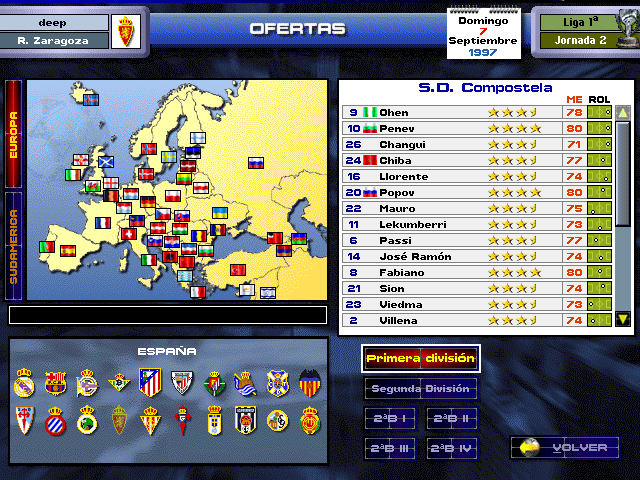 deep
R. Zaragoza
OFERTAS
Domingo
7
Septiembre
1997
Liga 1ª
Jornada 2
EUROPA
SUDAMERICA
S.D. Compostela
ME ROL
9 Ohen 78
10 Penev 80
26 Changui 71
24 Chiba 77
16 Llorente 74
20 Popov 80
22 Mauro 75
11 Lekumberri 73
6 Passi 77
14 José Ramón 74
8 Fabiano 80
21 Sion 74
23 Viedma 73
2 Villena 74
ESPAÑA
Primera división
Segunda División
2ªB I
2ªB II
2ªB III
2ªB IV
VOLVER